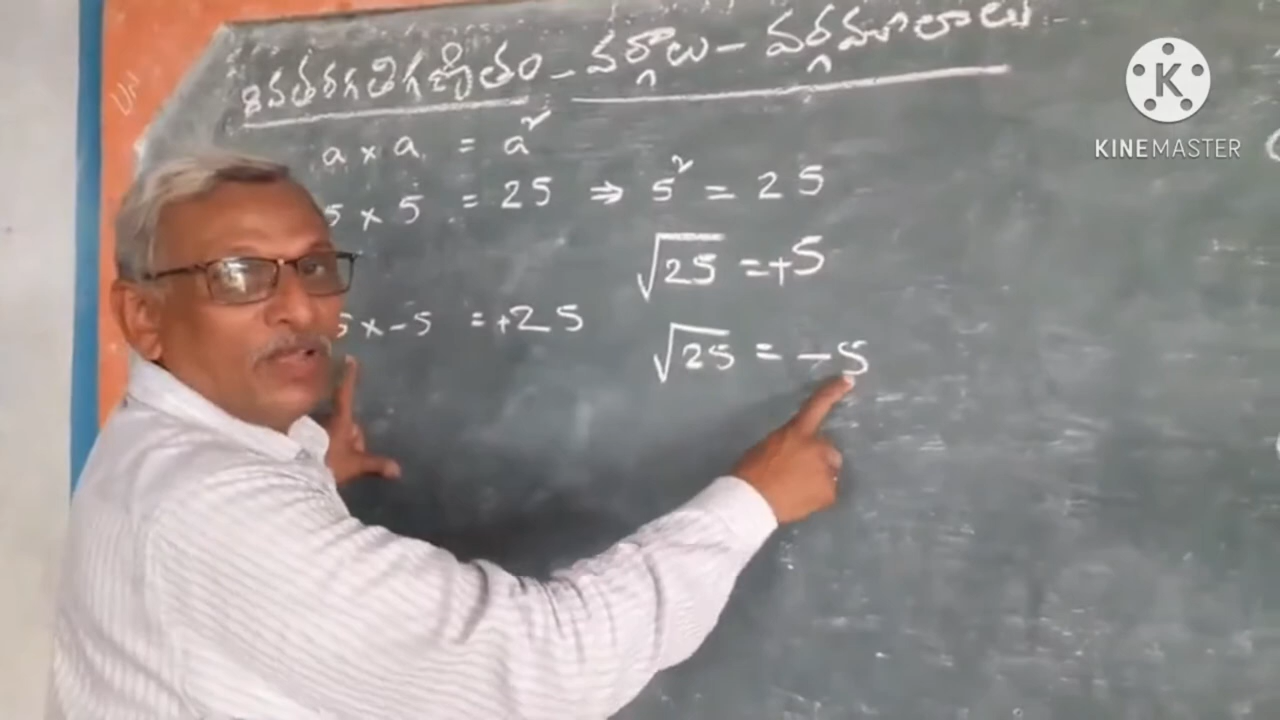 8వతరగతిగణితం - వర్గాలు - వర్గమూలాలు
a x a = a²
5 x 5 = 25 ⇒ 5² = 25
√25 = +5
5 x -5 = +25
√25 = -5
K
KINEMASTER